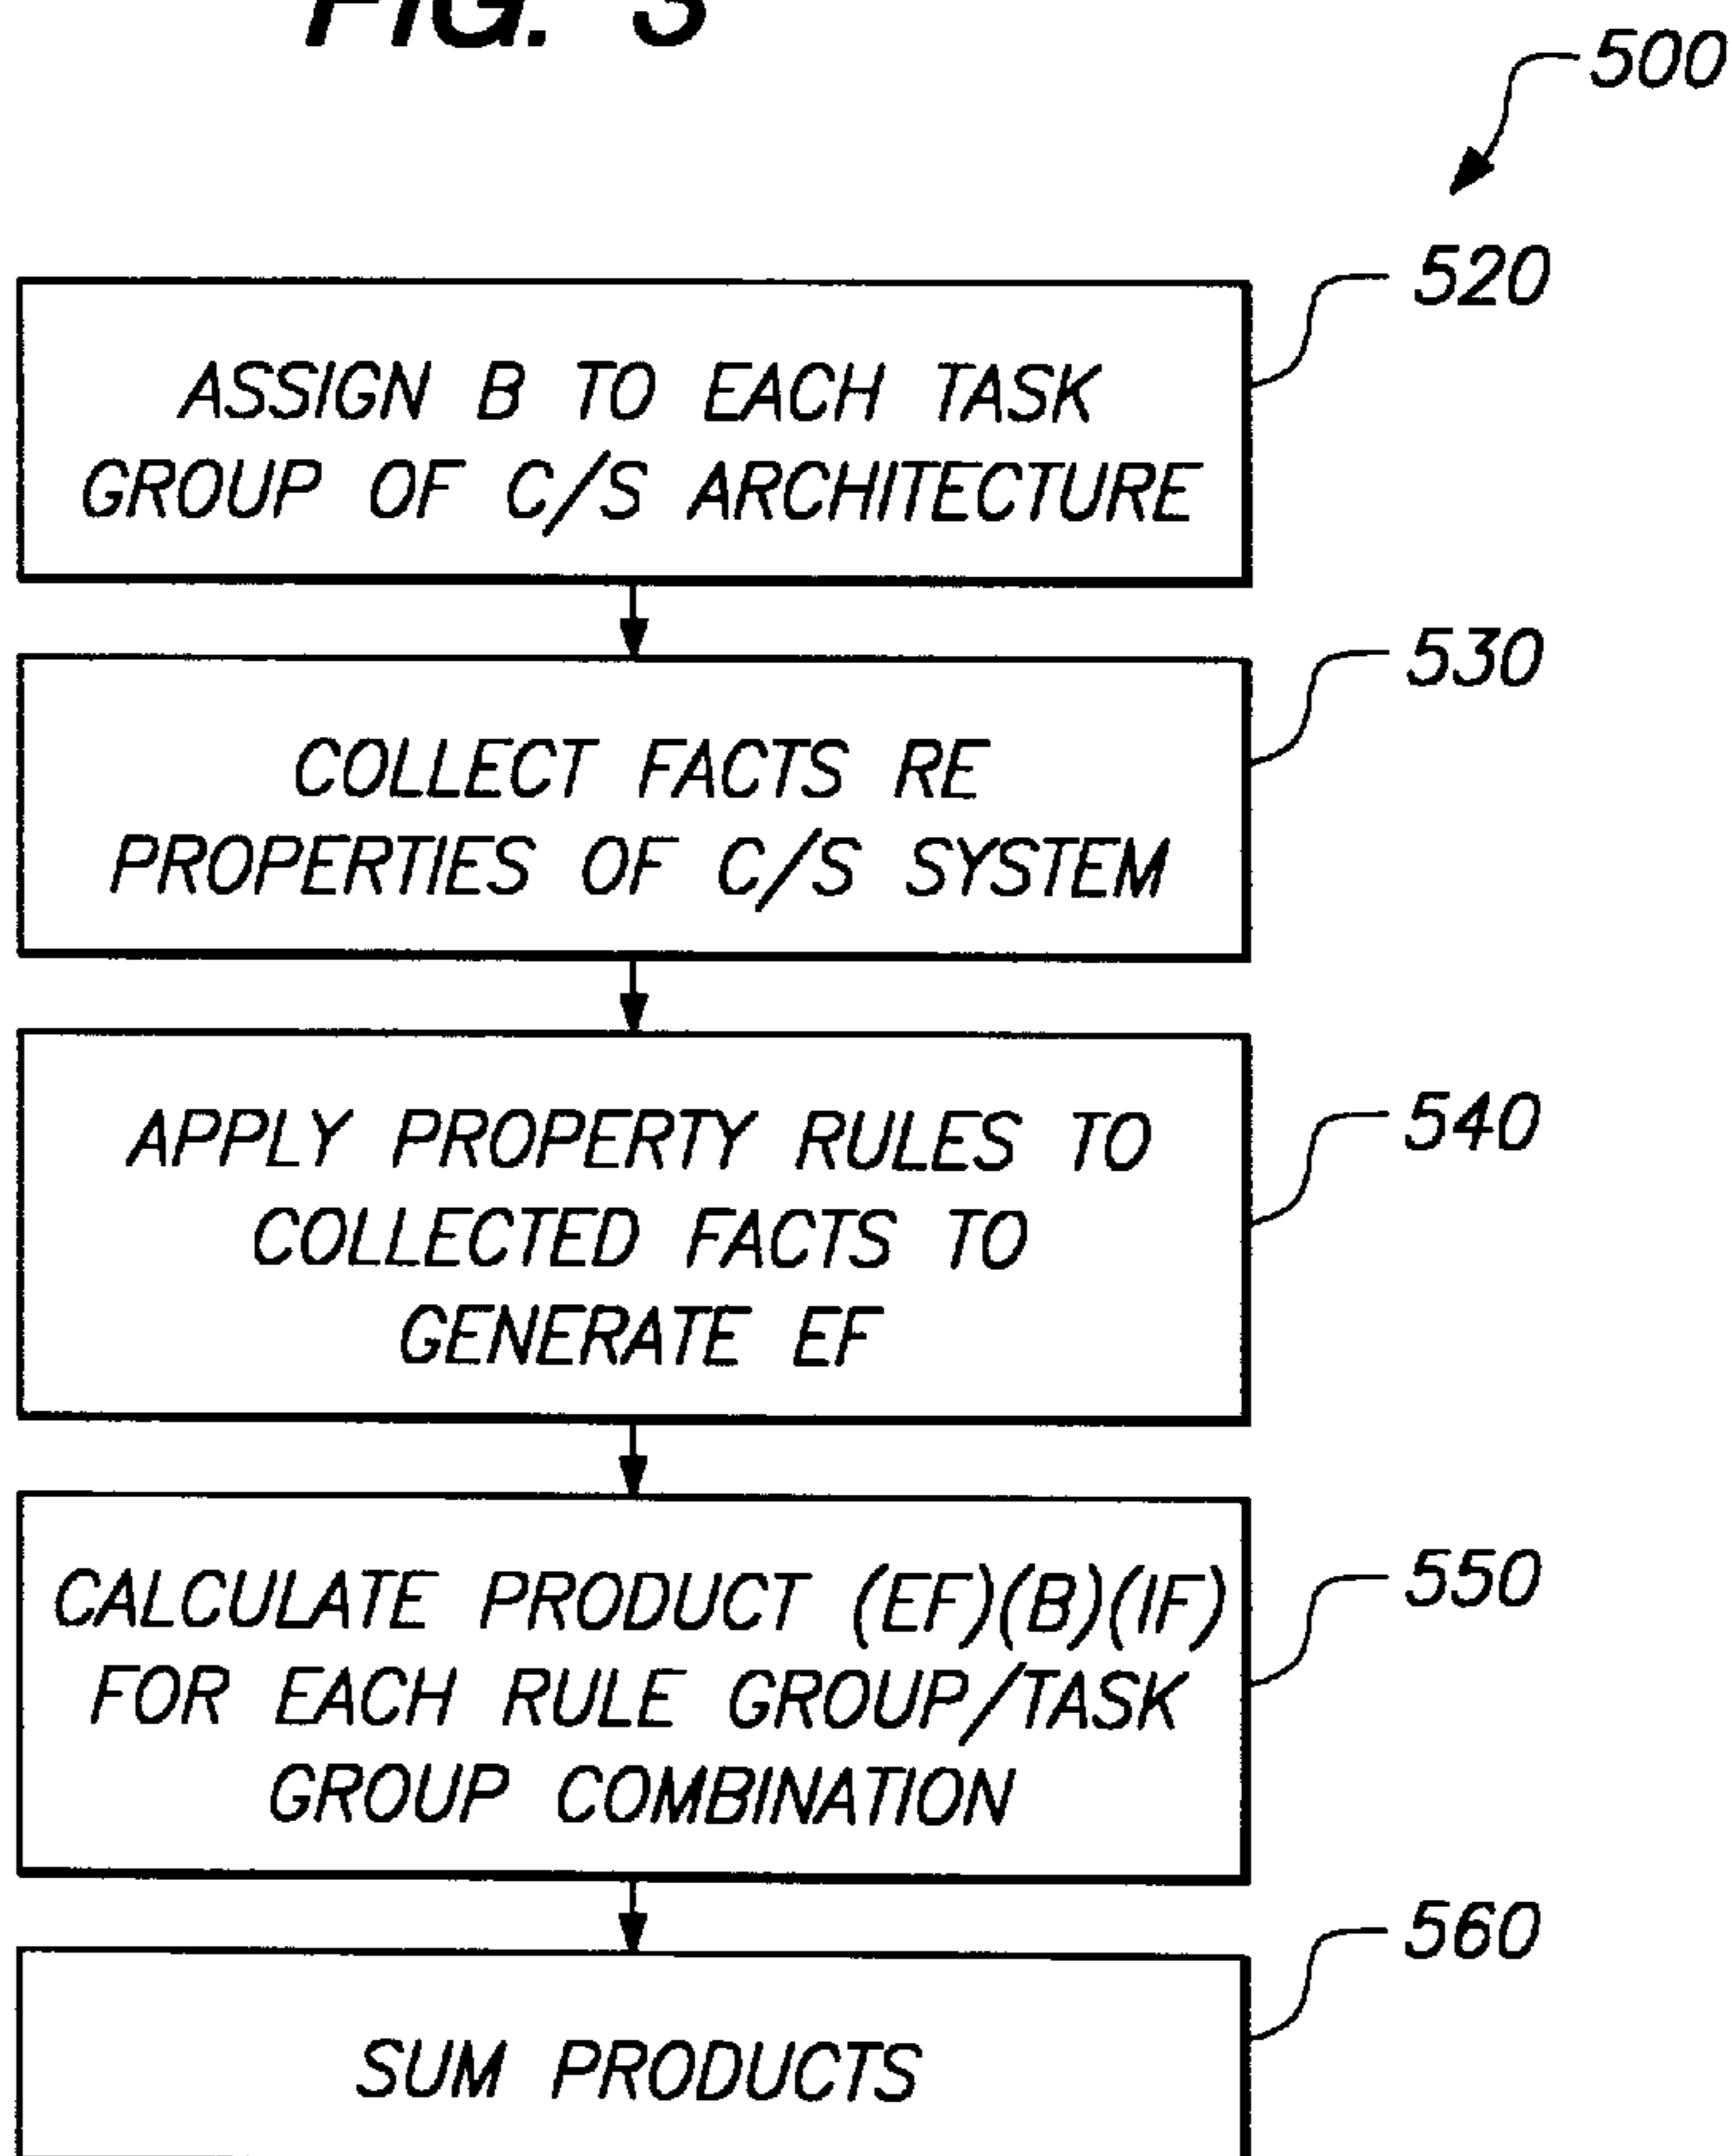 FIG. 3
500
520
ASSIGN B TO EACH TASK
GROUP OF C/S ARCHITECTURE
530
COLLECT FACTS RE
PROPERTIES OF C/S SYSTEM
540
APPLY PROPERTY RULES TO
COLLECTED FACTS TO
GENERATE EF
550
CALCULATE PRODUCT (EF)(B)(IF)
FOR EACH RULE GROUP/TASK
GROUP COMBINATION
560
SUM PRODUCTS